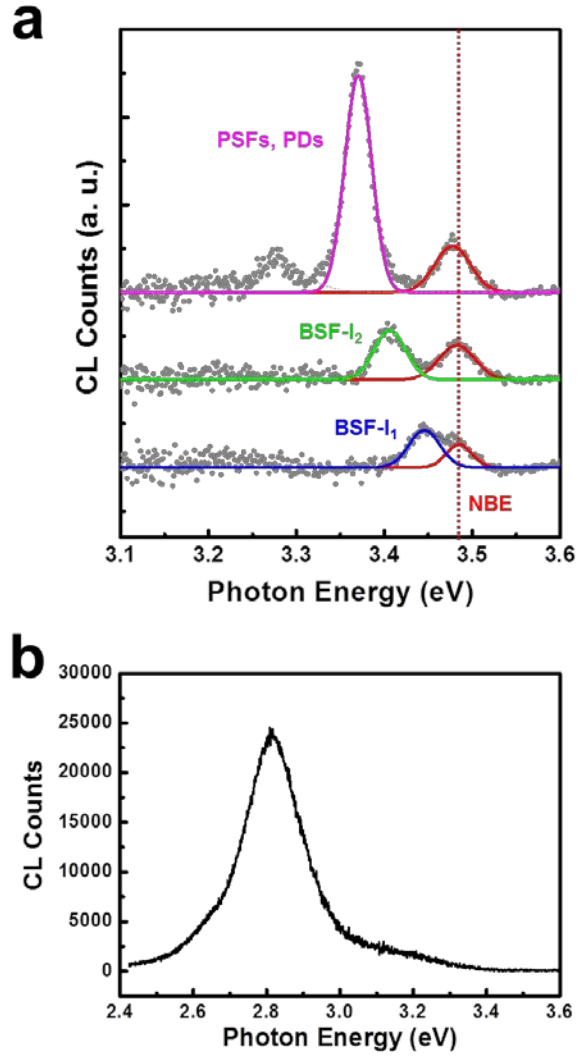 a
PSFs, PDs
BSF-I₂
BSF-I₁
NBE
CL Counts (a. u.)
3.1 3.2 3.3 3.4 3.5 3.6
Photon Energy (eV)
b
30000
25000
20000
15000
10000
5000
0
CL Counts
2.4 2.6 2.8 3.0 3.2 3.4 3.6
Photon Energy (eV)